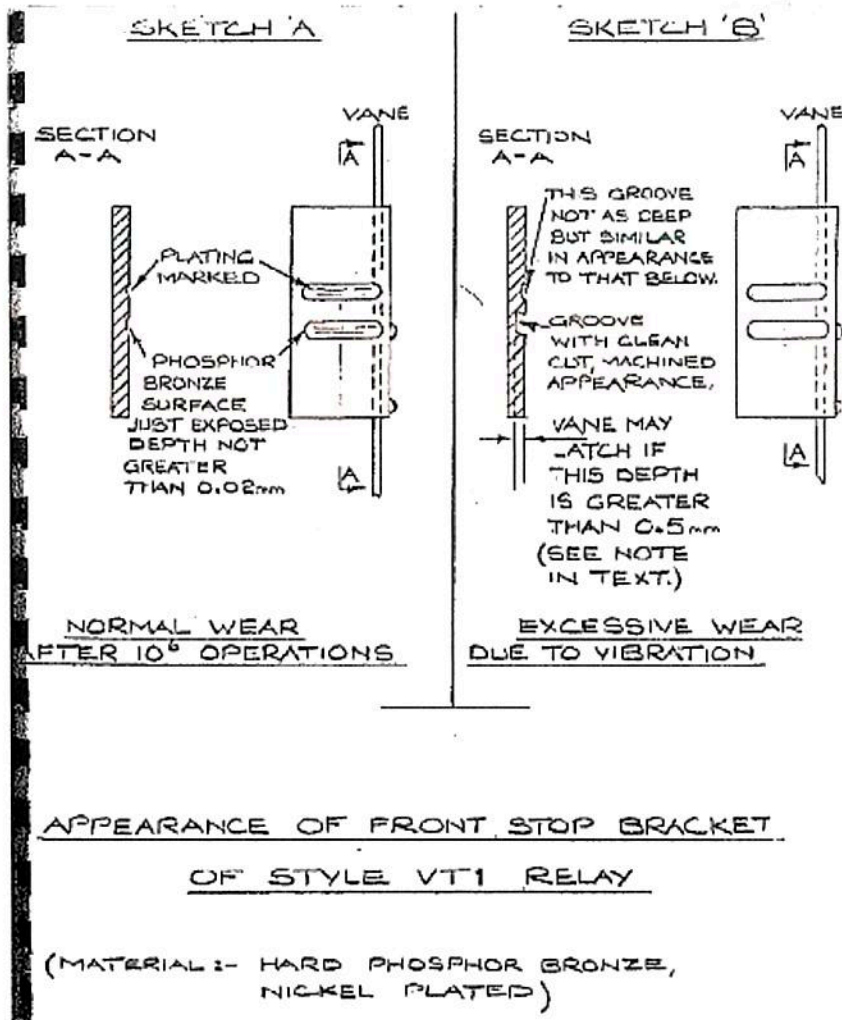 SKETCH 'A
SECTION
A-A
VANE
A
PLATING
MARKED
PHOSPHOR
BRONZE
SURFACE
JUST EXPOSED
DEPTH NOT
GREATER
THAN 0.02mm
A
NORMAL WEAR
AFTER 10⁶ OPERATIONS
SKETCH 'B'
SECTION
A-A
VANE
A
THIS GROOVE
NOT AS DEEP
BUT SIMILAR
IN APPEARANCE
TO THAT BELOW.
GROOVE
WITH CLEAN
CUT, MACHINED
APPEARANCE.
VANE MAY
LATCH IF
THIS DEPTH
IS GREATER
THAN 0.5mm
(SEE NOTE
IN TEXT.)
A
EXCESSIVE WEAR
DUE TO VIBRATION
APPEARANCE OF FRONT STOP BRACKET
OF STYLE VT1 RELAY
(MATERIAL :- HARD PHOSPHOR BRONZE,
NICKEL PLATED)